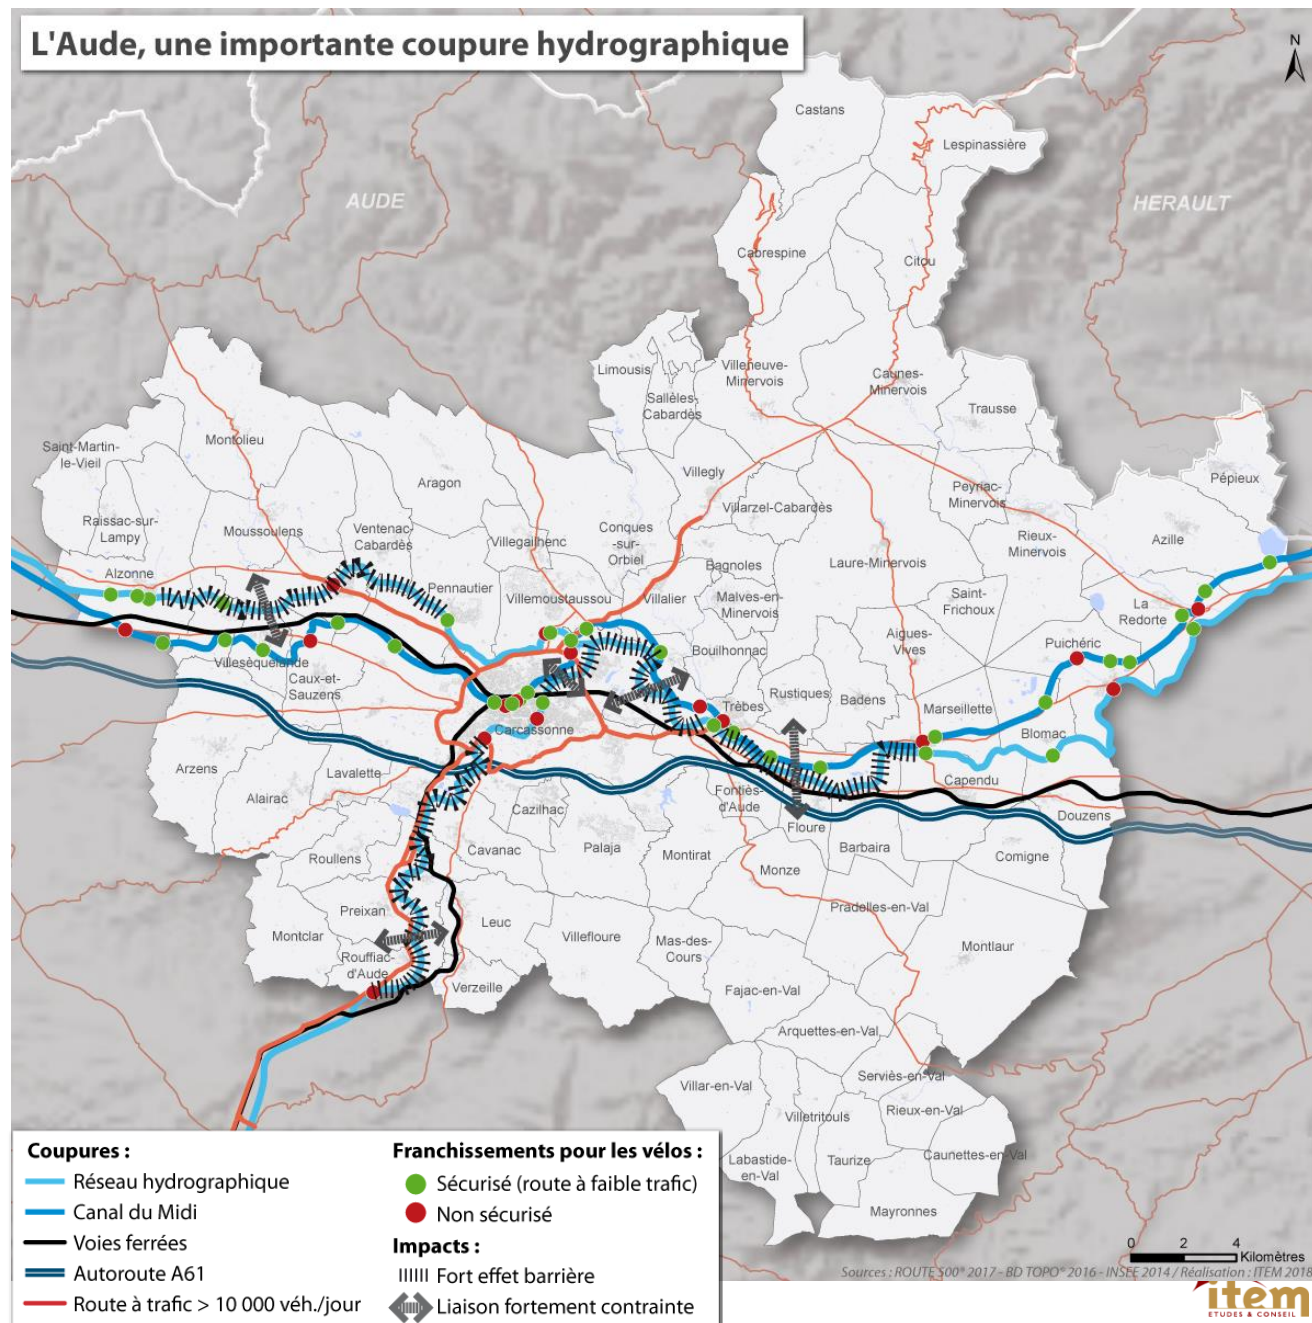 L'Aude, une importante coupure hydrographique
N
Castans
Lespinassière
AUDE
HERAULT
Cabrespine
Citou
Limousis
Villeneuve-
Minervois
Caunes-
Minervois
Sallèles-
Cabardès
Trausse
Saint-Martin-
le-Vieil
Montolieu
Villegly
Pépieux
Aragon
Peyriac-
Minervois
Villarzel-Cabardès
Raissac-sur-
Lampy
Moussoulens
Ventenac-
Cabardès
Villegailhenc
Conques
-sur-
Orbiel
Rieux-
Minervois
Azille
Bagnoles
Laure-Minervois
Alzonne
Pennautier
Villemoustaussou
Villalier
Malves-en-
Minervois
Saint-
Frichoux
La
Redorte
Aigues-
Vives
Puichéric
Bouilhonnac
Villesèquelande
Caux-et-
Sauzens
Rustiques
Badens
Trèbes
Marseillette
Carcassonne
Blomac
Arzens
Lavalette
Capendu
Alairac
Fontiès-
d'Aude
Cazilhac
Douzens
Floure
Roullens
Cavanac
Palaja
Montirat
Barbaira
Comigne
Monze
Preixan
Pradelles-en-Val
Leuc
Montclar
Villefloure
Mas-des-
Cours
Montlaur
Rouffiac-
d'Aude
Verzeille
Fajac-en-Val
Arquettes-en-Val
Serviès-en-Val
Villar-en-Val
Villetritouls
Rieux-en-Val
Labastide-
en-Val
Taurize
Caunettes-en-Val
Mayronnes
0 2 4
Kilomètres
Sources : ROUTE 500® 2017 - BD TOPO® 2016 - INSEE 2014 / Réalisation : ITEM 2018
item
ETUDES & CONSEIL
Coupures :
Réseau hydrographique
Canal du Midi
Voies ferrées
Autoroute A61
Route à trafic > 10 000 véh./jour
Franchissements pour les vélos :
Sécurisé (route à faible trafic)
Non sécurisé
Impacts :
Fort effet barrière
Liaison fortement contrainte